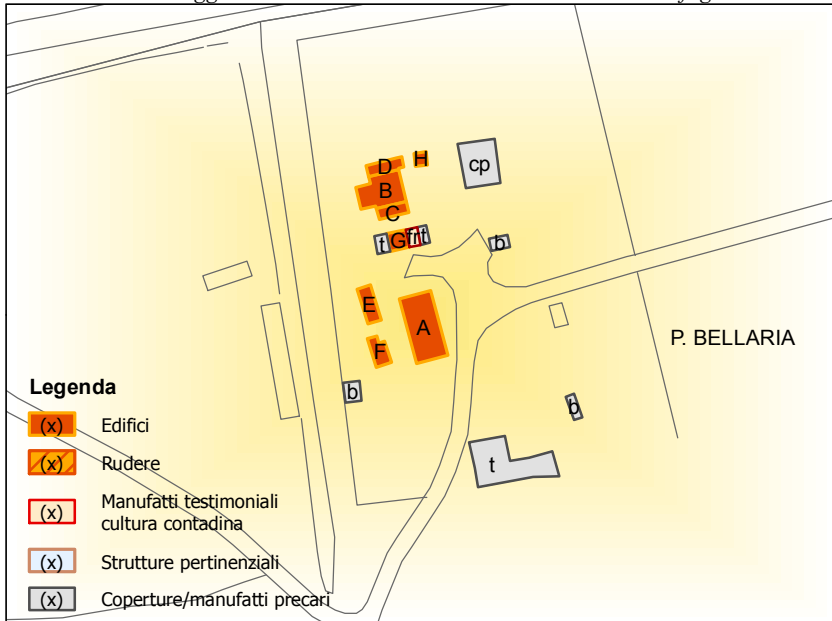 D
H
B
cp
C
t G fr t
b
E
A
F
P. BELLARIA
b
b
t
Legenda
(x) Edifici
(x) Rudere
(x) Manufatti testimoniali
cultura contadina
(x) Strutture pertinenziali
(x) Coperture/manufatti precari